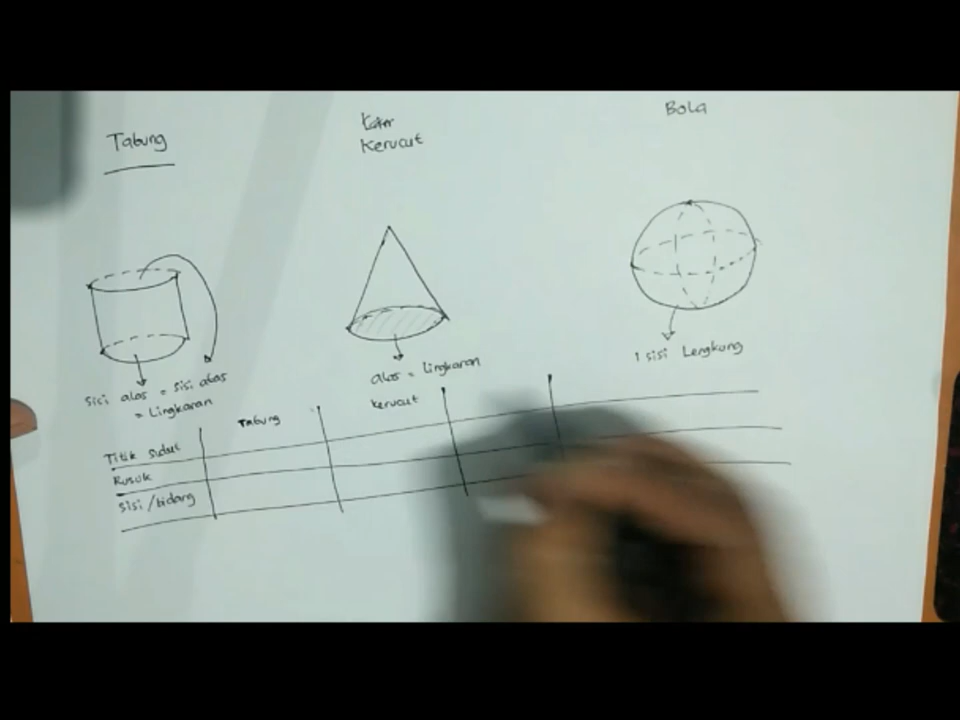 Tabung
Kerucut
Bola
sisi alas = sisi atas
= Lingkaran
alas = Lingkaran
1 sisi Lengkung
Tabung
kerucut
Titik sudut
Rusuk
sisi/bidang